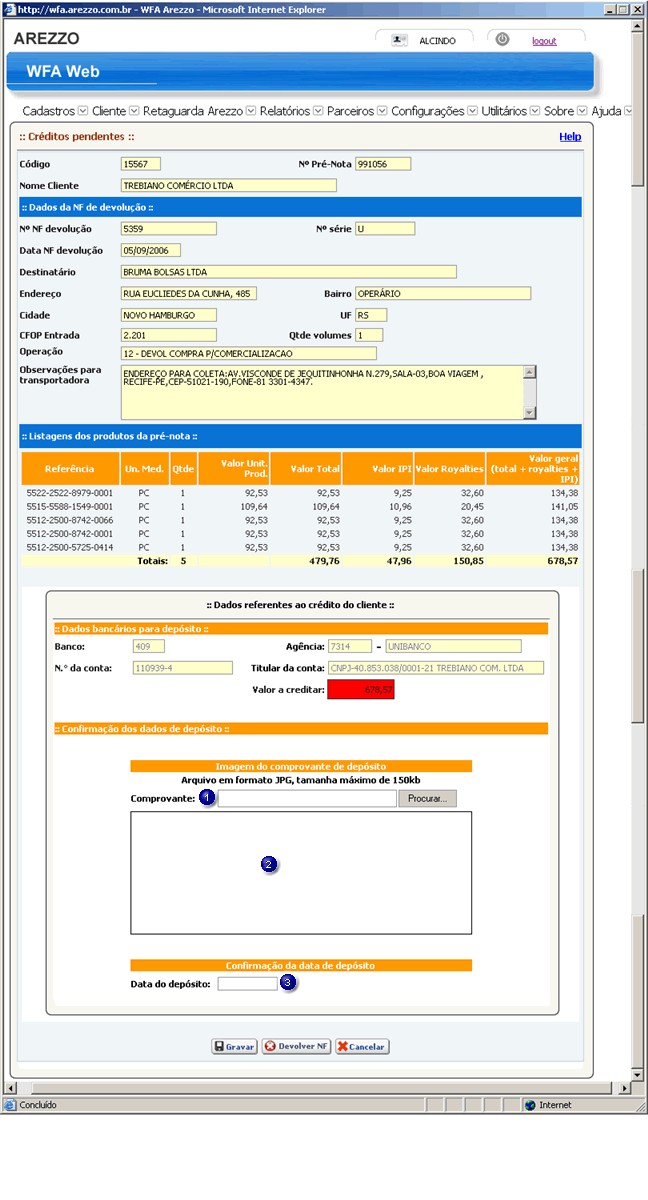 http://wfa.arezzo.com.br - WFA Arezzo - Microsoft Internet Explorer
AREZZO
ALCINDO
logout
WFA Web
Cadastros Cliente Retaguarda Arezzo Relatórios Parceiros Configurações Utilitários Sobre Ajuda
:: Créditos pendentes ::
Help
Código 15567 Nº Pré-Nota 991056
Nome Cliente TREBIANO COMÉRCIO LTDA
:: Dados da NF de devolução ::
Nº NF devolução 5359 Nº série U
Data NF devolução 05/09/2006
Destinatário BRUMA BOLSAS LTDA
Endereço RUA EUCLIEDES DA CUNHA, 485 Bairro OPERÁRIO
Cidade NOVO HAMBURGO UF RS
CFOP Entrada 2.201 Qtde volumes 1
Operação 12 - DEVOL COMPRA P/COMERCIALIZACAO
Observações para transportadora
ENDEREÇO PARA COLETA:AV.VISCONDE DE JEQUITINHONHA N.279,SALA-03,BOA VIAGEM ,
RECIFE-PE,CEP-51021-190,FONE-81 3301-4347.
:: Listagens dos produtos da pré-nota ::
Referência Un. Med. Qtde Valor Unit. Prod. Valor Total Valor IPI Valor Royalties Valor geral (total + royalties + IPI)
5522-2522-8979-0001 PC 1 92,53 92,53 9,25 32,60 134,38
5515-5588-1549-0001 PC 1 109,64 109,64 10,96 20,45 141,05
5512-2500-8742-0066 PC 1 92,53 92,53 9,25 32,60 134,38
5512-2500-8742-0001 PC 1 92,53 92,53 9,25 32,60 134,38
5512-2500-5725-0414 PC 1 92,53 92,53 9,25 32,60 134,38
Totais: 5 479,76 47,96 150,85 678,57
:: Dados referentes ao crédito do cliente ::
:: Dados bancários para depósito ::
Banco: 409 Agência: 7314 - UNIBANCO
N.° da conta: 110939-4 Titular da conta: CNPJ-40.853.038/0001-21 TREBIANO COM. LTDA
Valor a creditar: 678,57
:: Confirmação dos dados de depósito ::
Imagem do comprovante de depósito
Arquivo em formato JPG, tamanha máximo de 150kb
Comprovante: 1 Procurar...
2
Confirmação da data de depósito
Data do depósito: 3
Gravar Devolver NF Cancelar
Concluído Internet